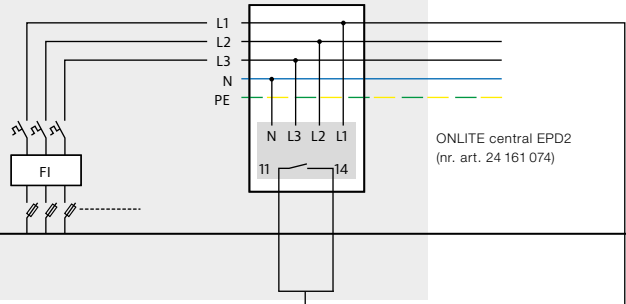 L1
L2
L3
N
PE
N L3 L2 L1
11 14
FI
ONLITE central EPD2
(nr. art. 24 161 074)